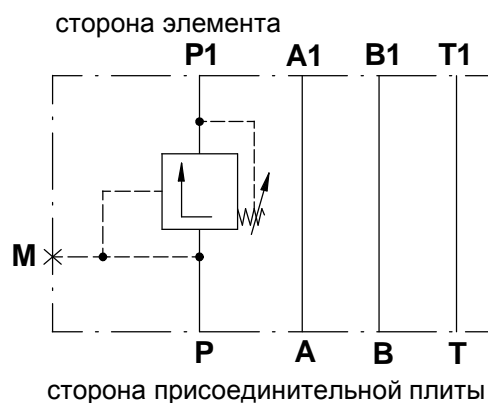 сторона элемента
P1 A1 B1 T1
M
P A B T
сторона присоединительной плиты